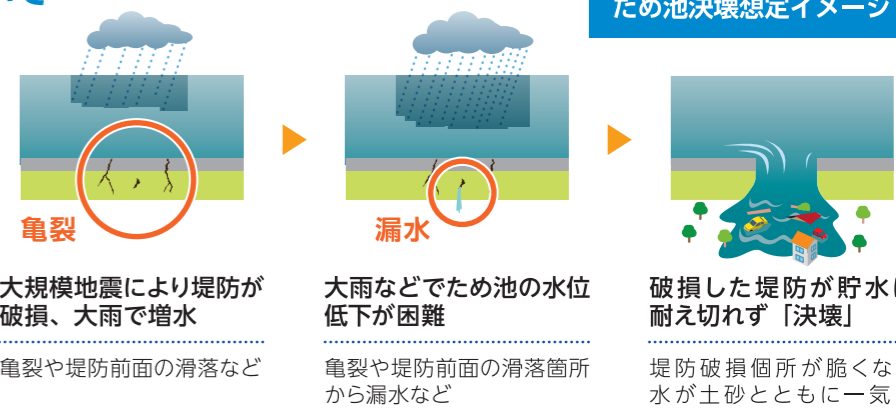 ため池決壊想定イメージ
亀裂
大規模地震により堤防が
破損、大雨で増水
亀裂や堤防前面の滑落など
漏水
大雨などでため池の水位
低下が困難
亀裂や堤防前面の滑落箇所
から漏水など
破損した堤防が貯水に
耐え切れず「決壊」
堤防破損個所が脆くな
水が土砂とともに一気